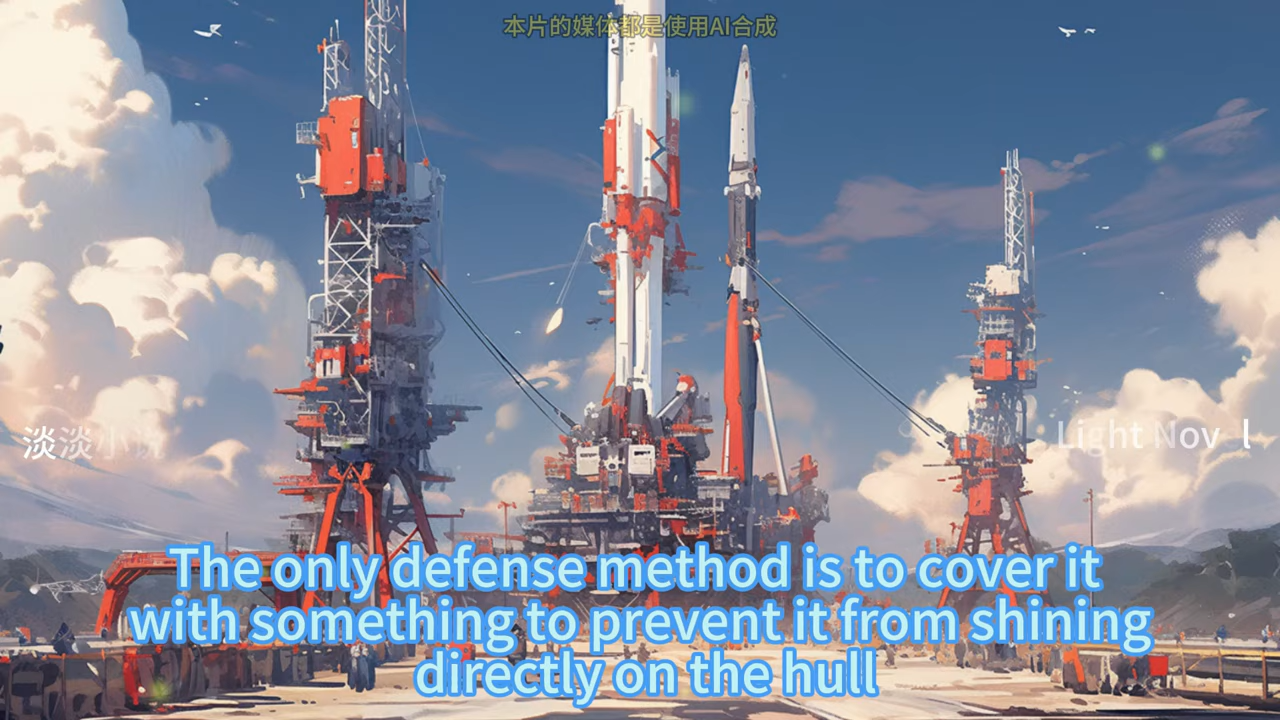 本片的媒体都是使用AI合成
淡淡小说
Light Nov l
The only defense method is to cover it
with something to prevent it from shining
directly on the hull